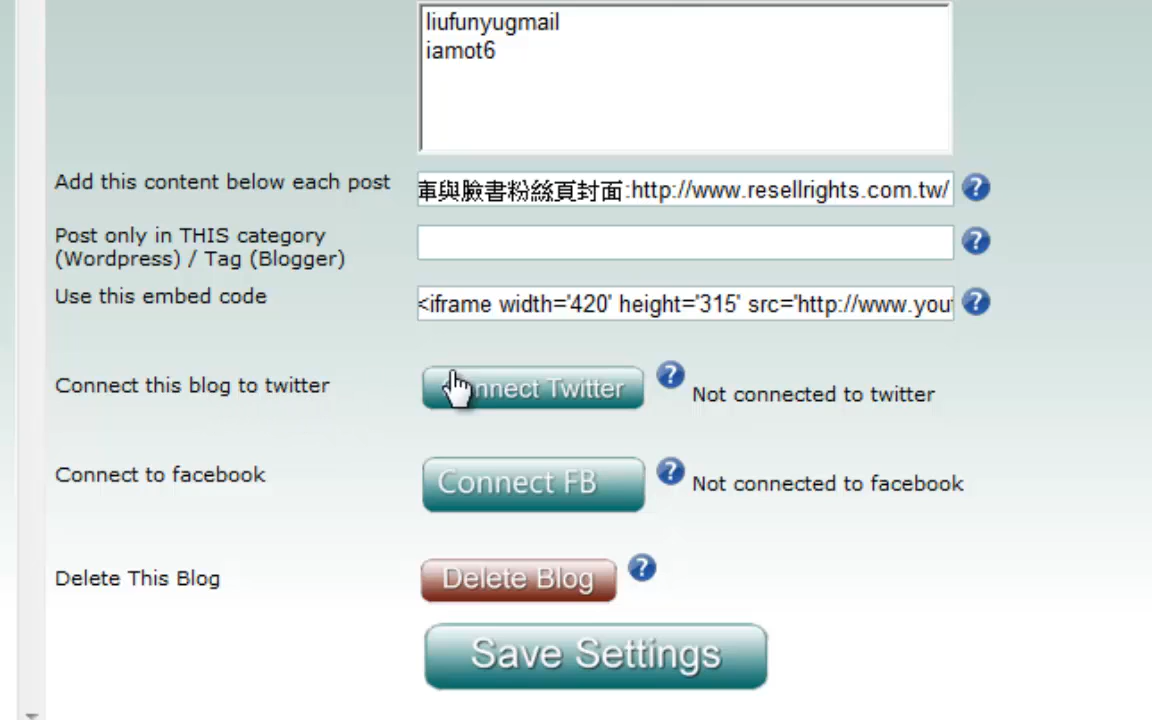 liufunyugmail
iamot6
Add this content below each post
庫與臉書粉絲頁封面:http://www.resellrights.com.tw/
Post only in THIS category
(Wordpress) / Tag (Blogger)
Use this embed code
<iframe width='420' height='315' src='http://www.you
Connect this blog to twitter
Connect Twitter
Not connected to twitter
Connect to facebook
Connect FB
Not connected to facebook
Delete This Blog
Delete Blog
Save Settings